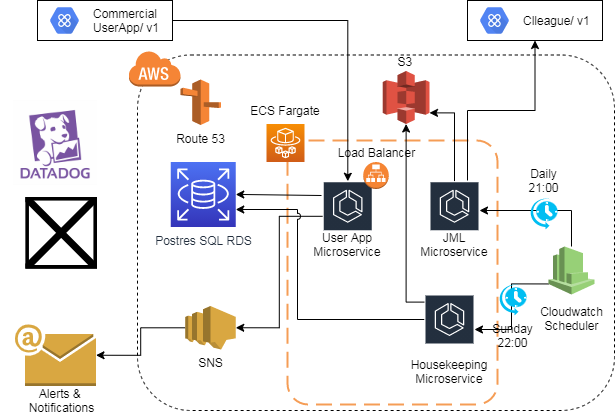 Commercial
UserApp/ v1
Clleague/ v1
AWS
S3
ECS Fargate
Route 53
Load Balancer
DATADOG
Daily
21:00
Postres SQL RDS
User App
Microservice
JML
Microservice
Cloudwatch
Scheduler
Sunday
22:00
@
SNS
Housekeeping
Microservice
Alerts &
Notifications